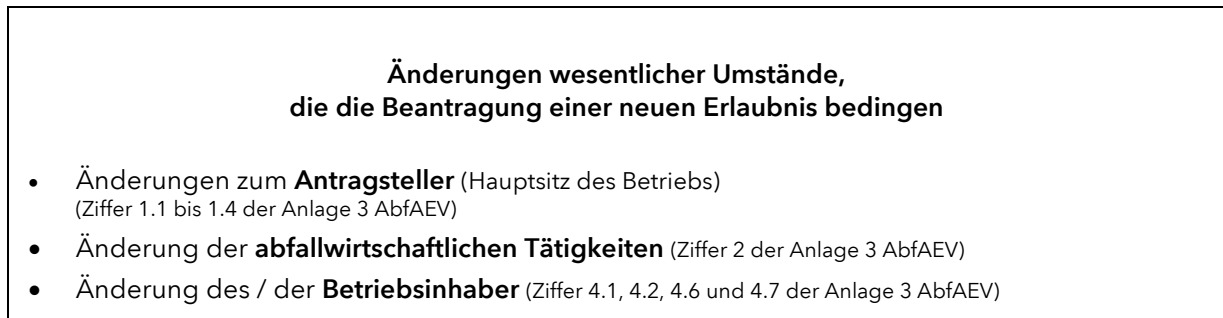 Änderungen wesentlicher Umstände,
die die Beantragung einer neuen Erlaubnis bedingen
• Änderungen zum Antragsteller (Hauptsitz des Betriebs)
(Ziffer 1.1 bis 1.4 der Anlage 3 AbfAEV)
• Änderung der abfallwirtschaftlichen Tätigkeiten (Ziffer 2 der Anlage 3 AbfAEV)
• Änderung des / der Betriebsinhaber (Ziffer 4.1, 4.2, 4.6 und 4.7 der Anlage 3 AbfAEV)